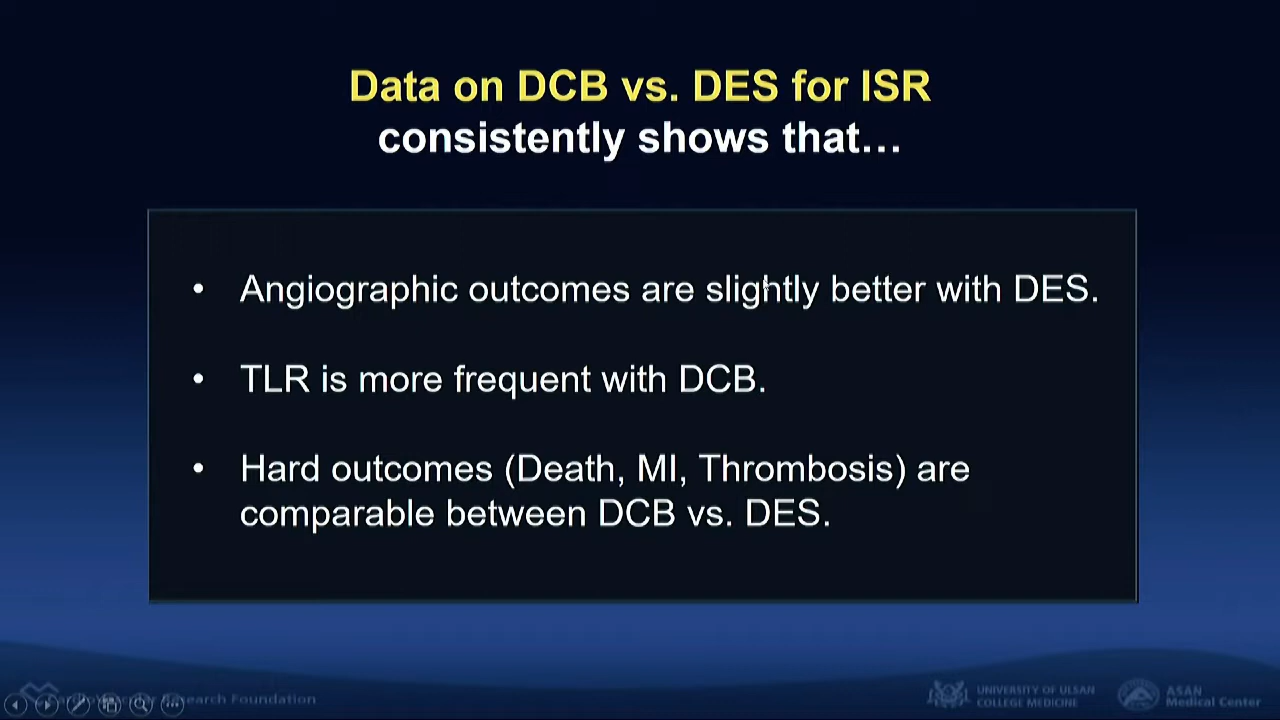 Data on DCB vs. DES for ISR
consistently shows that...
• Angiographic outcomes are slightly better with DES.
• TLR is more frequent with DCB.
• Hard outcomes (Death, MI, Thrombosis) are
comparable between DCB vs. DES.
CardioVascular Research Foundation
UNIVERSITY OF ULSAN
COLLEGE MEDICINE
ASAN
Medical Center